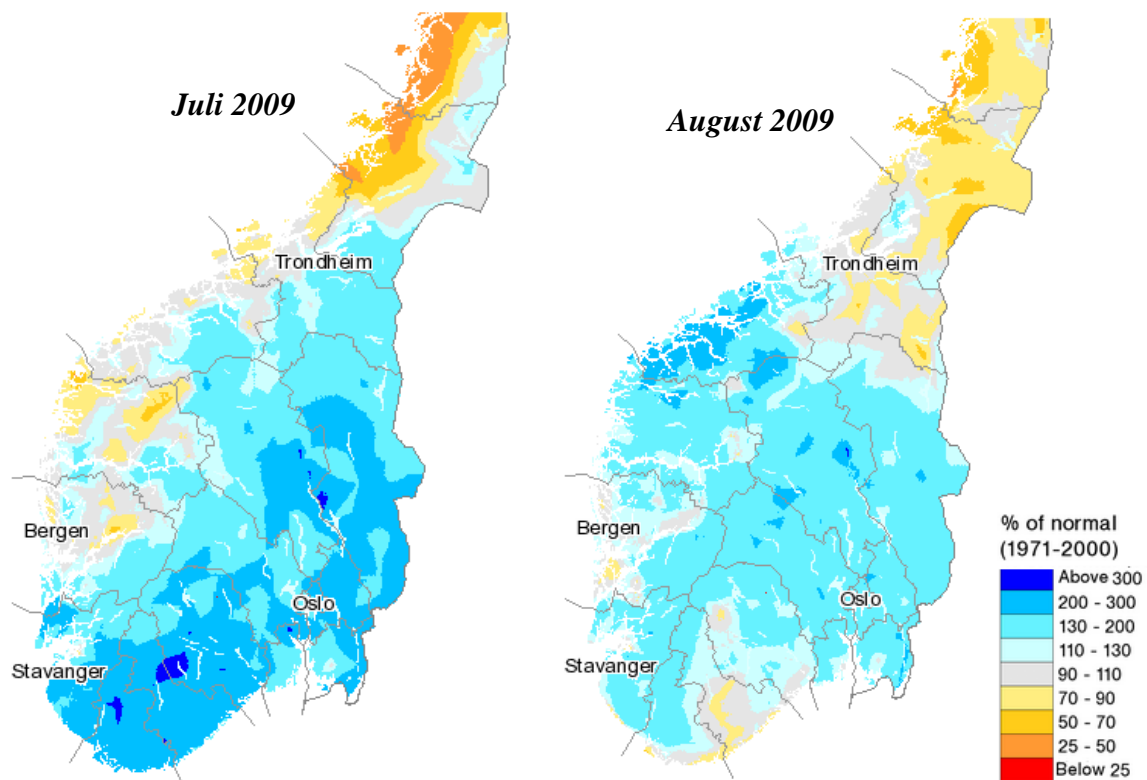 Juli 2009
August 2009
Trondheim
Trondheim
Bergen
Bergen
Oslo
Oslo
Stavanger
Stavanger
% of normal
(1971-2000)
Above 300
200 - 300
130 - 200
110 - 130
90 - 110
70 - 90
50 - 70
25 - 50
Below 25